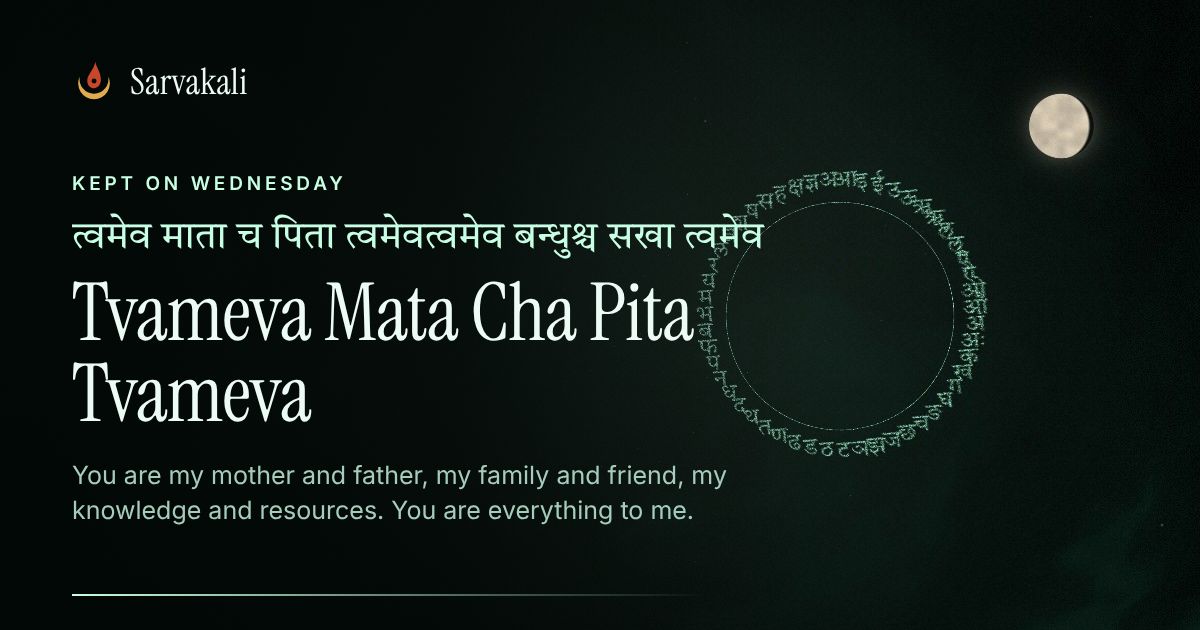 Sarvakali
KEPT ON WEDNESDAY
त्वमेव माता च पिता त्वमेवत्वमेव बन्धुश्च सखा त्वमेव
Tvameva Mata Cha Pita
Tvameva
You are my mother and father, my family and friend, my
knowledge and resources. You are everything to me.